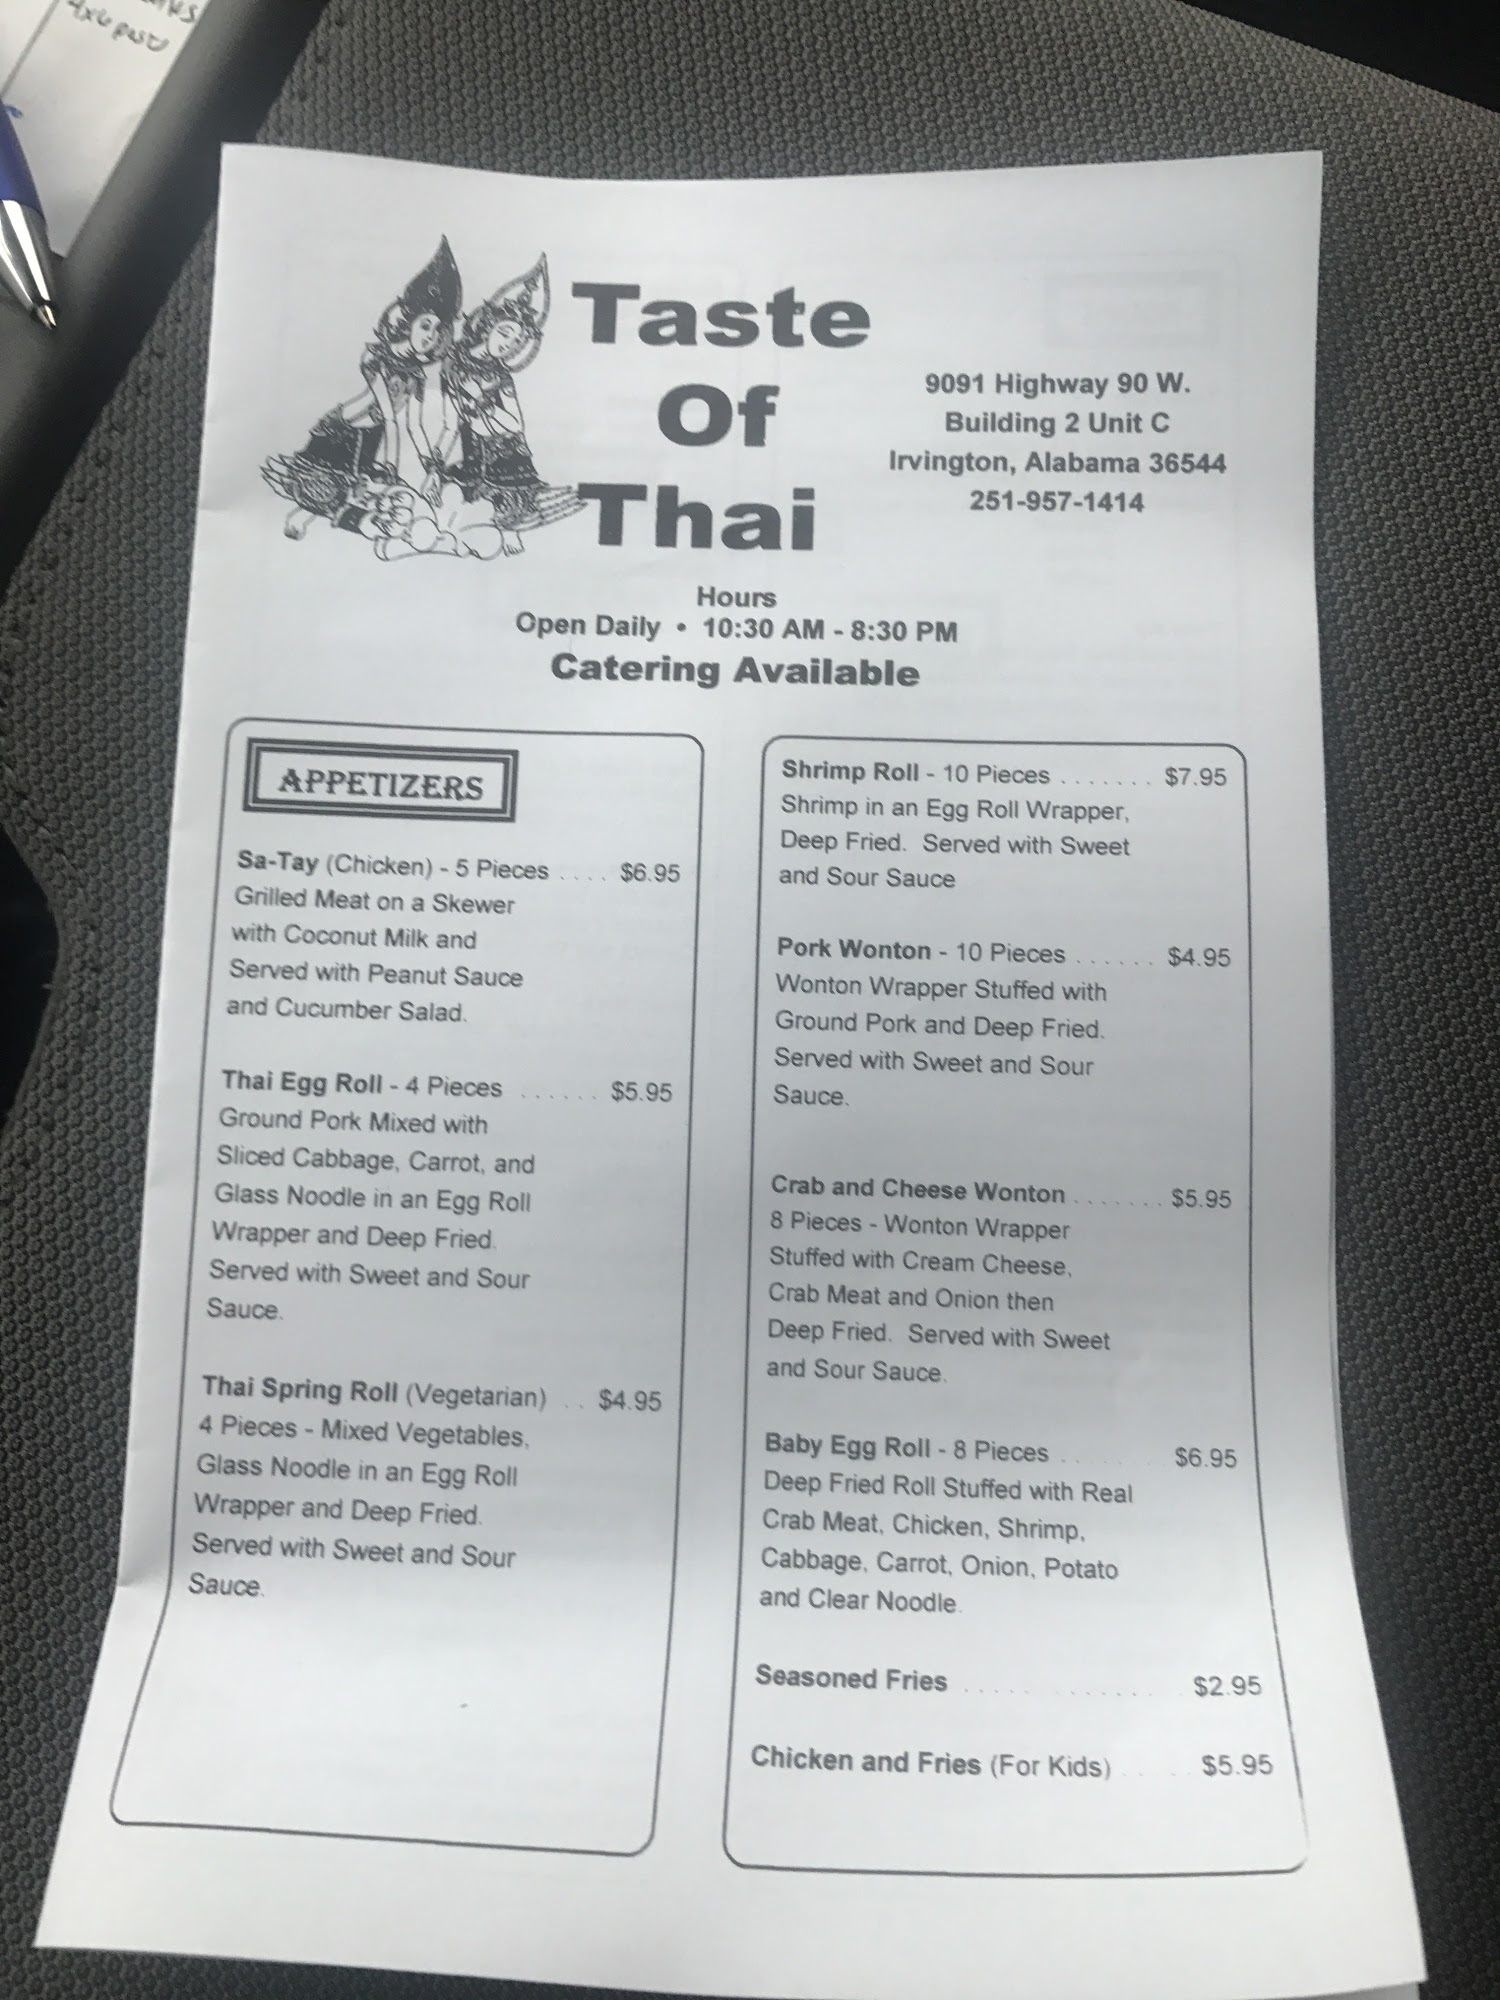 4x6 post
Taste
Of
Thai
9091 Highway 90 W.
Building 2 Unit C
Irvington, Alabama 36544
251-957-1414
Hours
Open Daily • 10:30 AM - 8:30 PM
Catering Available
APPETIZERS
Sa-Tay (Chicken) - 5 Pieces .... $6.95
Grilled Meat on a Skewer
with Coconut Milk and
Served with Peanut Sauce
and Cucumber Salad.
Thai Egg Roll - 4 Pieces ...... $5.95
Ground Pork Mixed with
Sliced Cabbage, Carrot, and
Glass Noodle in an Egg Roll
Wrapper and Deep Fried.
Served with Sweet and Sour
Sauce.
Thai Spring Roll (Vegetarian) .. $4.95
4 Pieces - Mixed Vegetables,
Glass Noodle in an Egg Roll
Wrapper and Deep Fried.
Served with Sweet and Sour
Sauce.
Shrimp Roll - 10 Pieces ....... $7.95
Shrimp in an Egg Roll Wrapper,
Deep Fried. Served with Sweet
and Sour Sauce
Pork Wonton - 10 Pieces ...... $4.95
Wonton Wrapper Stuffed with
Ground Pork and Deep Fried.
Served with Sweet and Sour
Sauce.
Crab and Cheese Wonton ....... $5.95
8 Pieces - Wonton Wrapper
Stuffed with Cream Cheese,
Crab Meat and Onion then
Deep Fried. Served with Sweet
and Sour Sauce.
Baby Egg Roll - 8 Pieces ...... $6.95
Deep Fried Roll Stuffed with Real
Crab Meat, Chicken, Shrimp,
Cabbage, Carrot, Onion, Potato
and Clear Noodle.
Seasoned Fries ............. $2.95
Chicken and Fries (For Kids) ..... $5.95